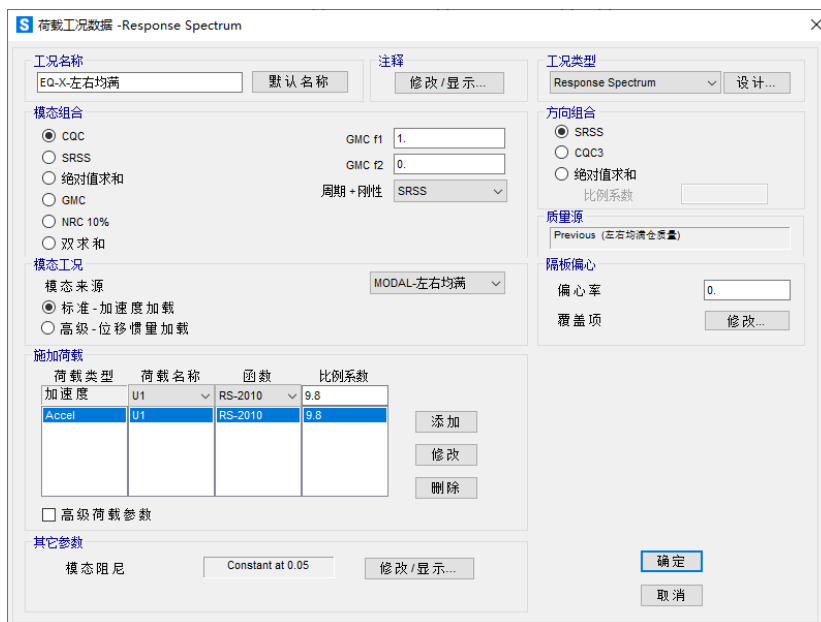 S 荷载工况数据 -Response Spectrum
工况名称
EQ-X-左右均满
默认名称
注释
修改/显示...
工况类型
Response Spectrum
设计...
模态组合
CQC
SRSS
绝对值求和
GMC
NRC 10%
双求和
GMC f1
1.
GMC f2
0.
周期 + 刚性
SRSS
方向组合
SRSS
CQC3
绝对值求和
比例系数
质量源
Previous (左右均满仓质量)
模态工况
模态来源
MODAL-左右均满
标准 - 加速度加载
高级 - 位移惯量加载
隔板偏心
偏心率
0.
覆盖项
修改...
施加荷载
荷载类型 荷载名称 函数 比例系数
加速度 U1 RS-2010 9.8
Accel U1 RS-2010 9.8
添加
修改
删除
高级荷载参数
其它参数
模态阻尼
Constant at 0.05
修改/显示...
确定
取消